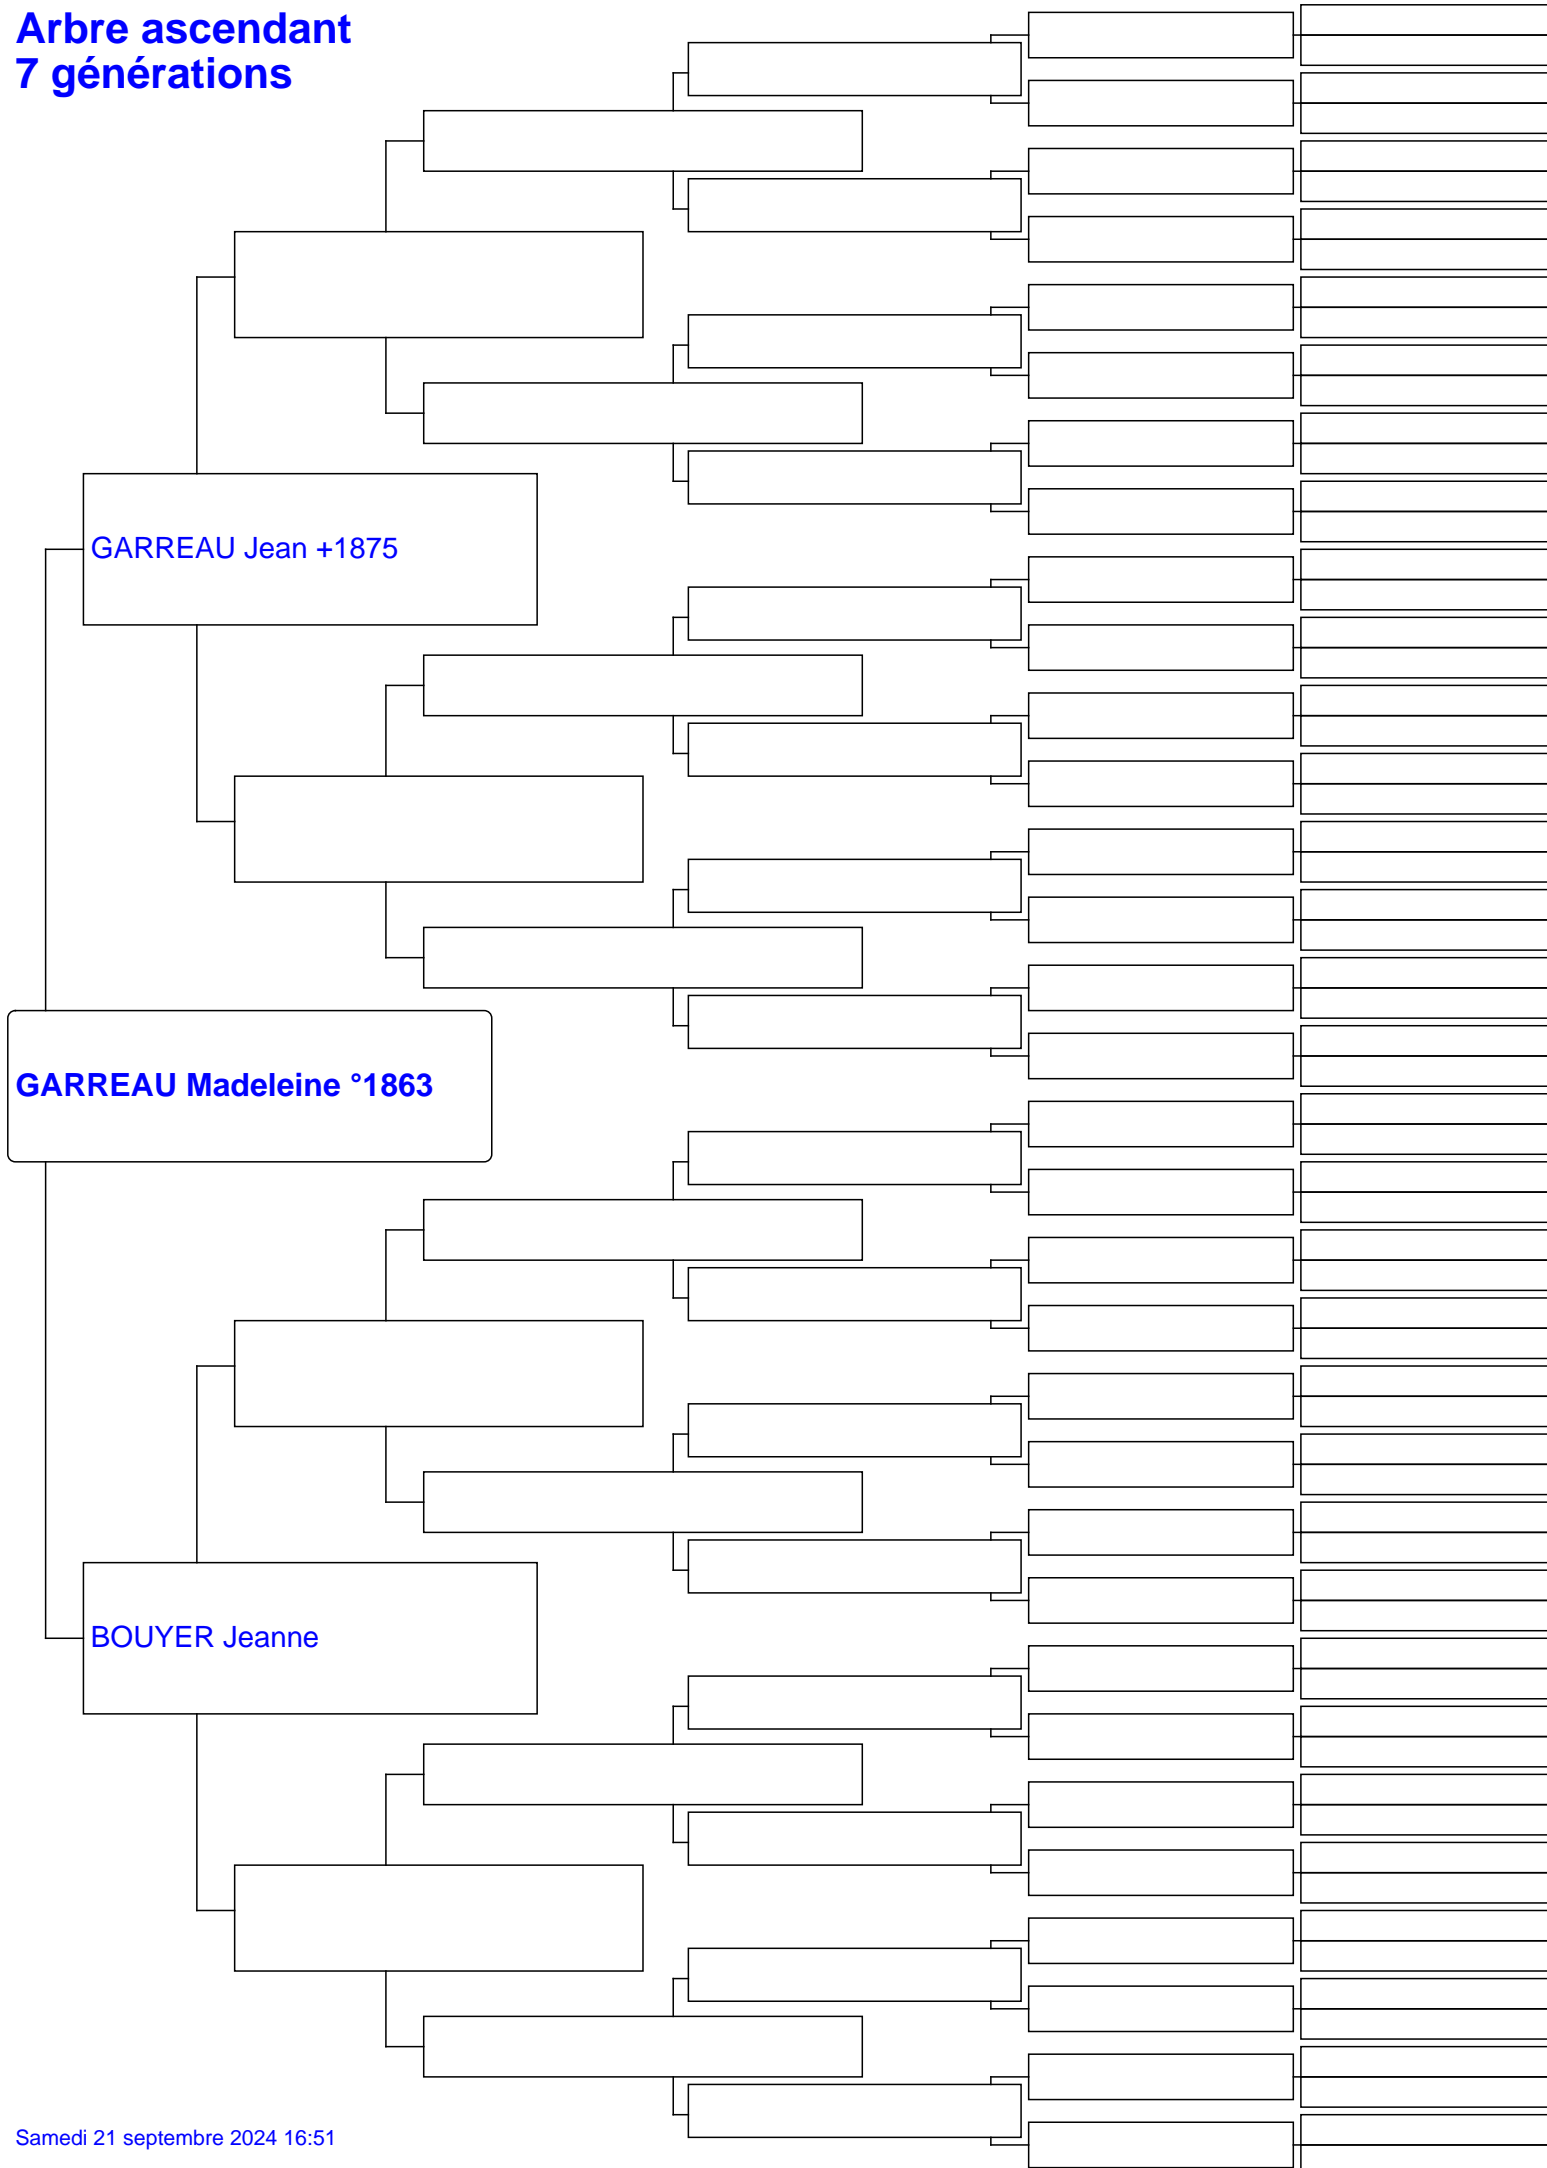 Arbre ascendant
7 générations
GARREAU Jean +1875
GARREAU Madeleine °1863
BOUYER Jeanne
Samedi 21 septembre 2024 16:51